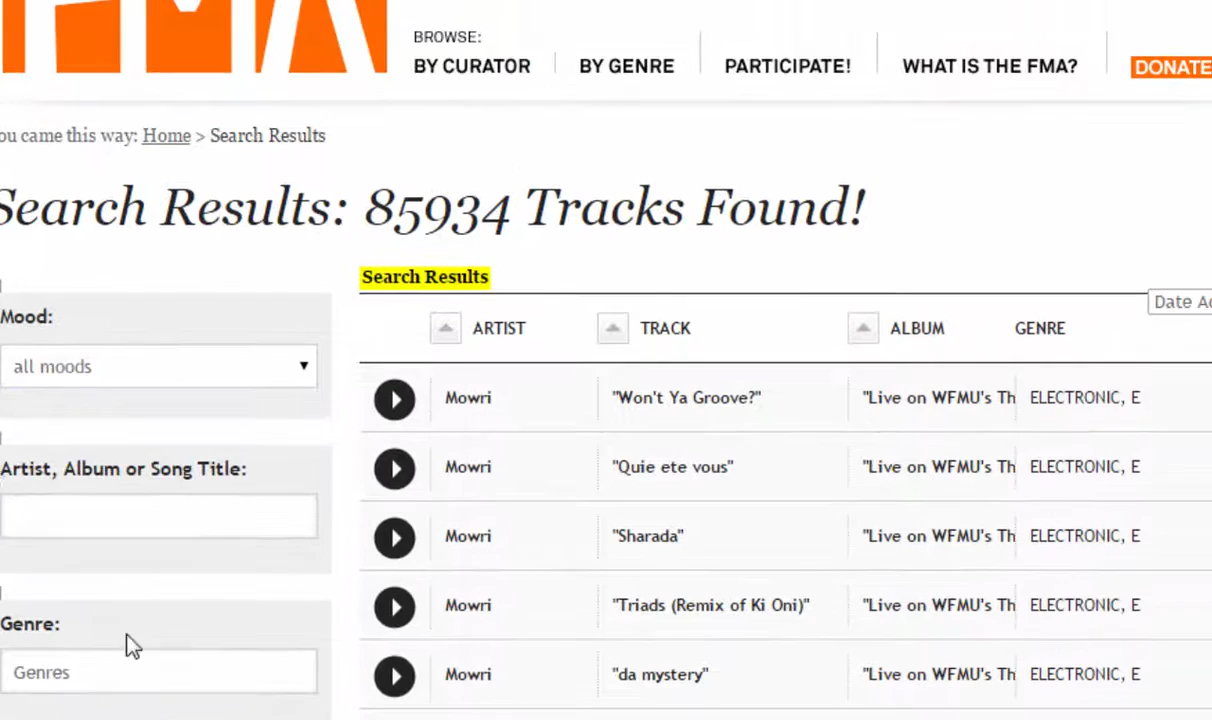 BROWSE:
BY CURATOR BY GENRE PARTICIPATE! WHAT IS THE FMA? DONATE
ou came this way: Home > Search Results
Search Results: 85934 Tracks Found!
Search Results
Date Ac
Mood:
all moods
Artist, Album or Song Title:
Genre:
Genres
ARTIST TRACK ALBUM GENRE
Mowri "Won't Ya Groove?" "Live on WFMU's Th ELECTRONIC, E
Mowri "Quie ete vous" "Live on WFMU's Th ELECTRONIC, E
Mowri "Sharada" "Live on WFMU's Th ELECTRONIC, E
Mowri "Triads (Remix of Ki Oni)" "Live on WFMU's Th ELECTRONIC, E
Mowri "da mystery" "Live on WFMU's Th ELECTRONIC, E